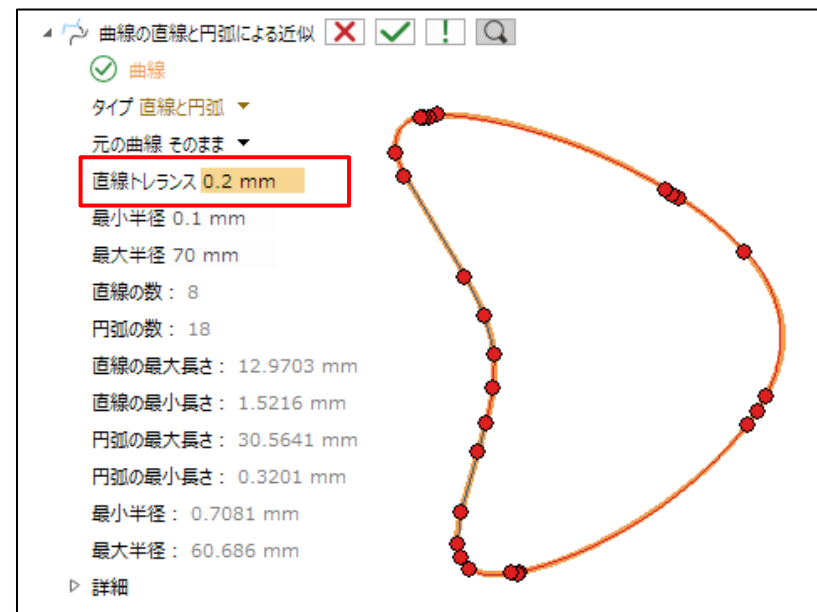 曲線の直線と円弧による近似
曲線
タイプ 直線と円弧
元の曲線 そのまま
直線トレランス 0.2 mm
最小半径 0.1 mm
最大半径 70 mm
直線の数： 8
円弧の数： 18
直線の最大長さ： 12.9703 mm
直線の最小長さ： 1.5216 mm
円弧の最大長さ： 30.5641 mm
円弧の最小長さ： 0.3201 mm
最小半径： 0.7081 mm
最大半径： 60.686 mm
詳細